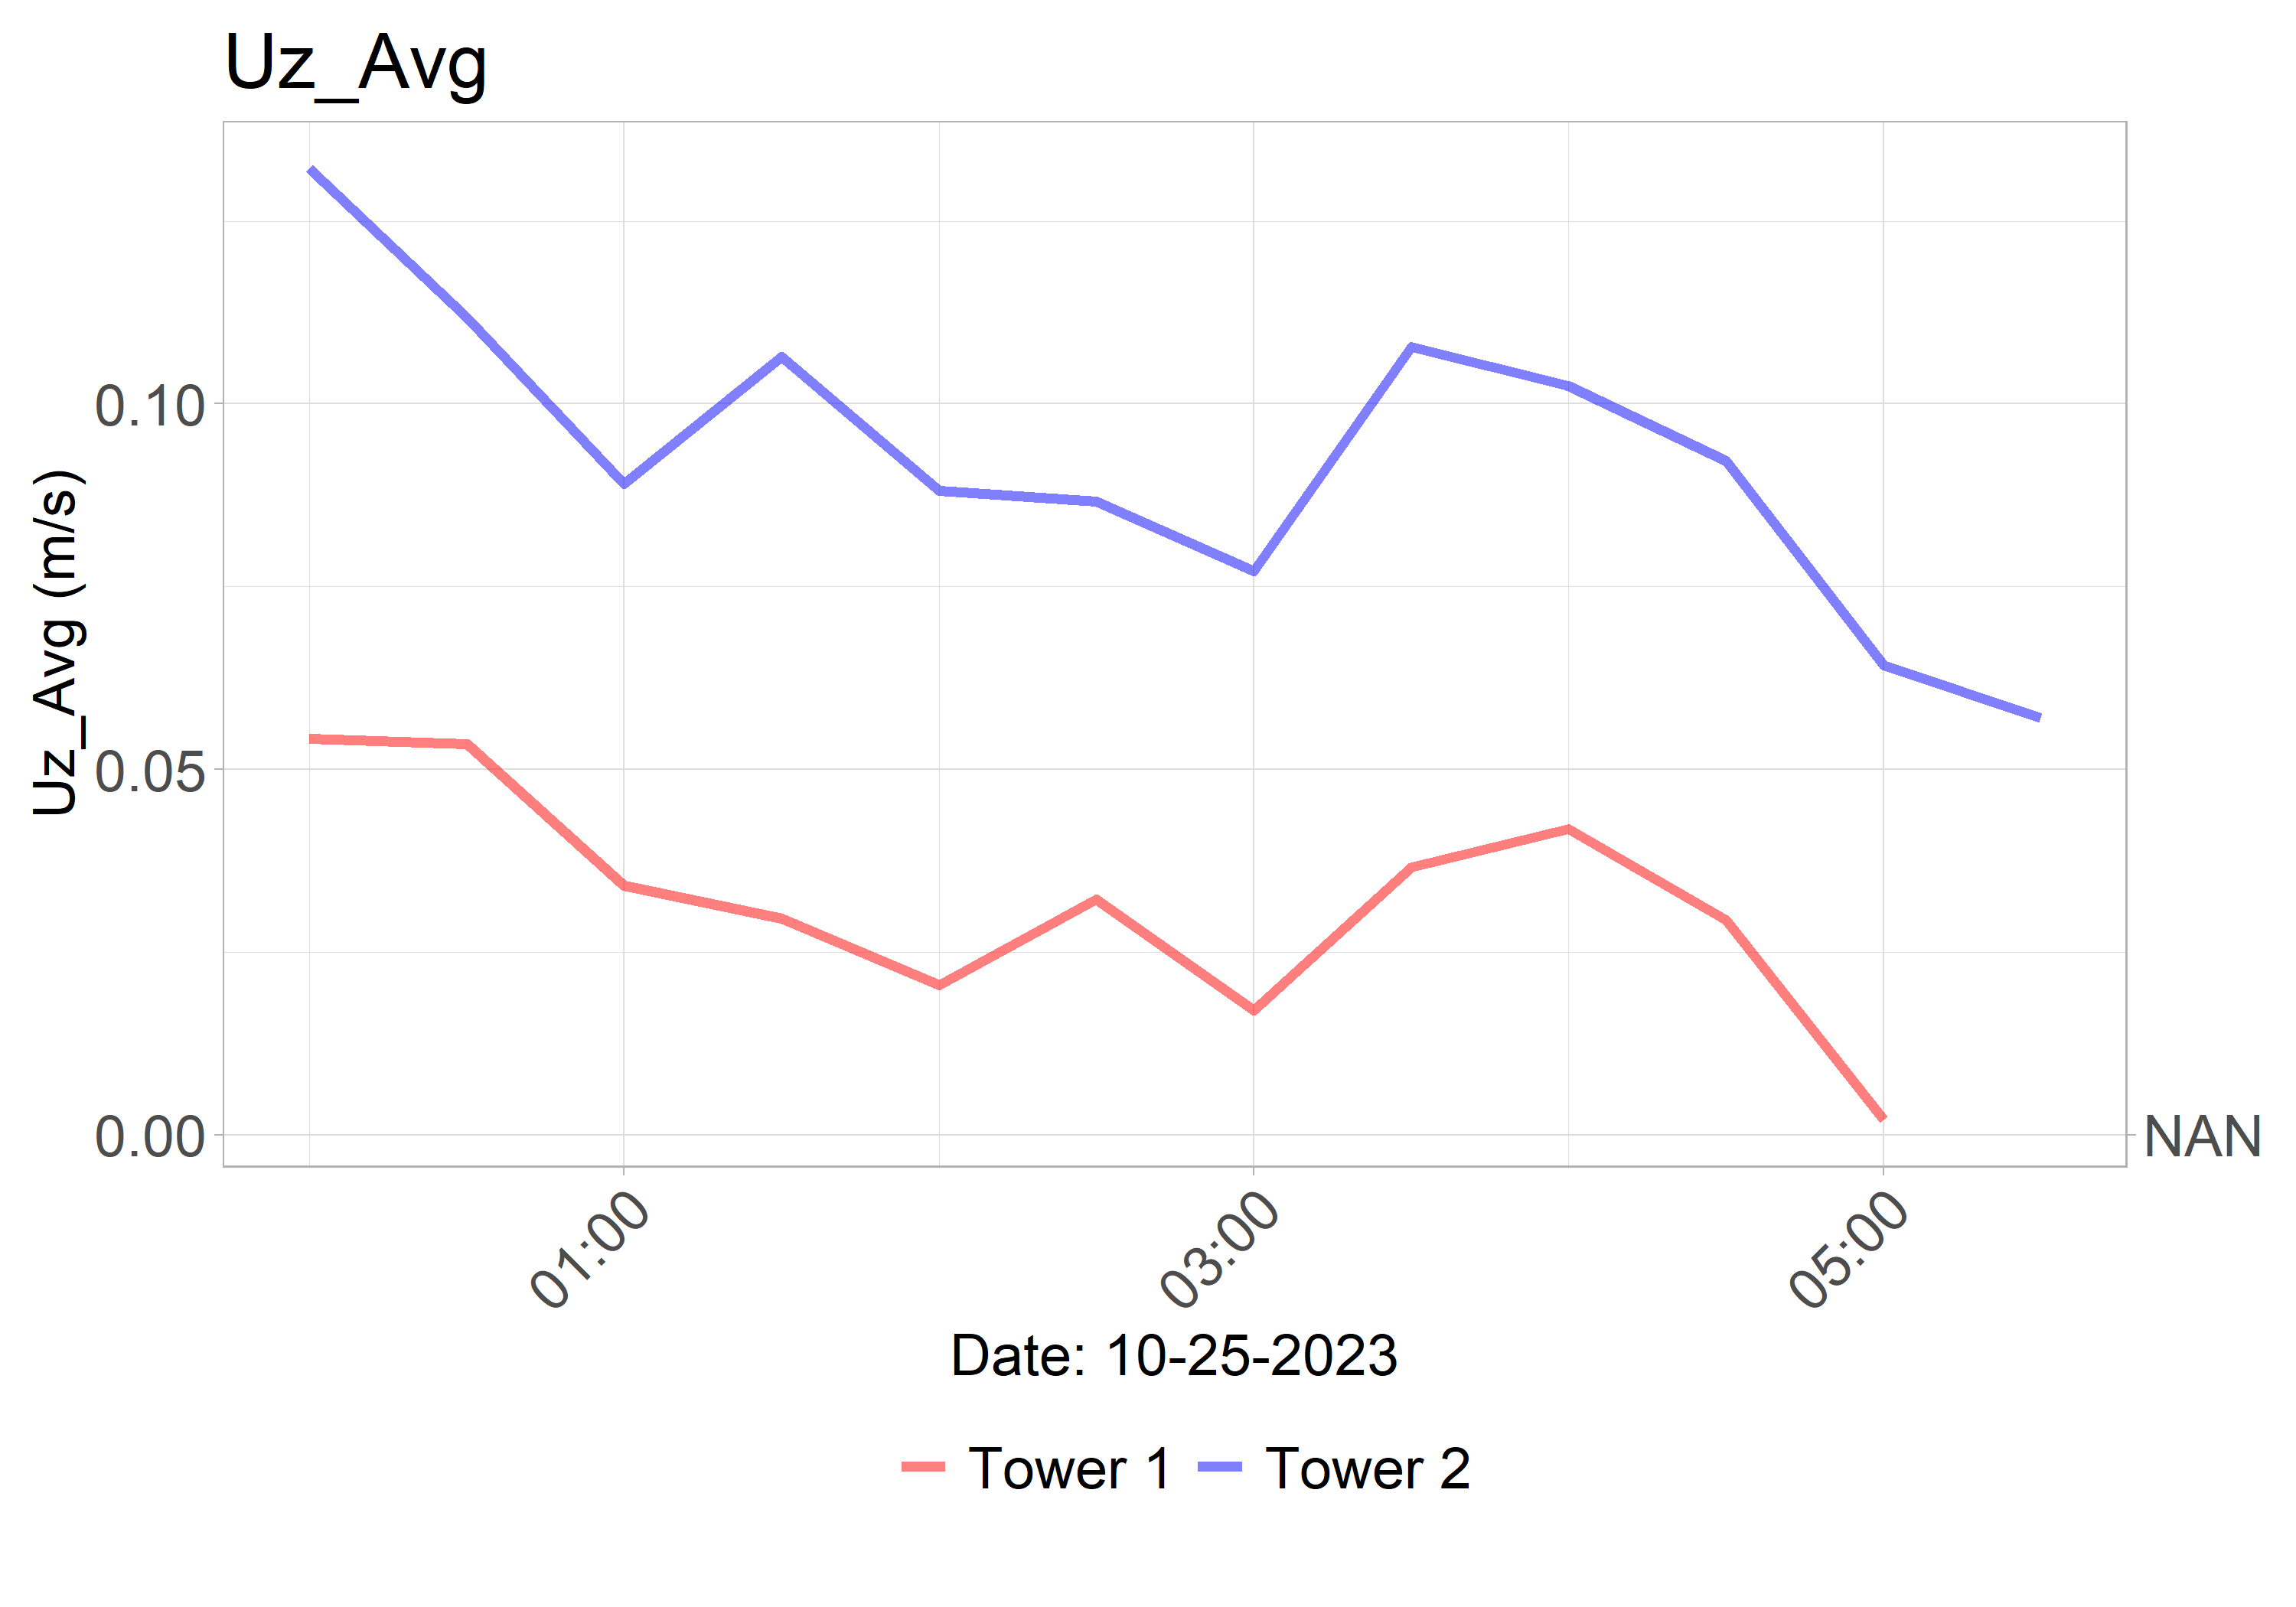 Uz_Avg
Uz_Avg (m/s)
0.10
0.05
0.00
NAN
01:00
03:00
05:00
Date: 10-25-2023
Tower 1
Tower 2